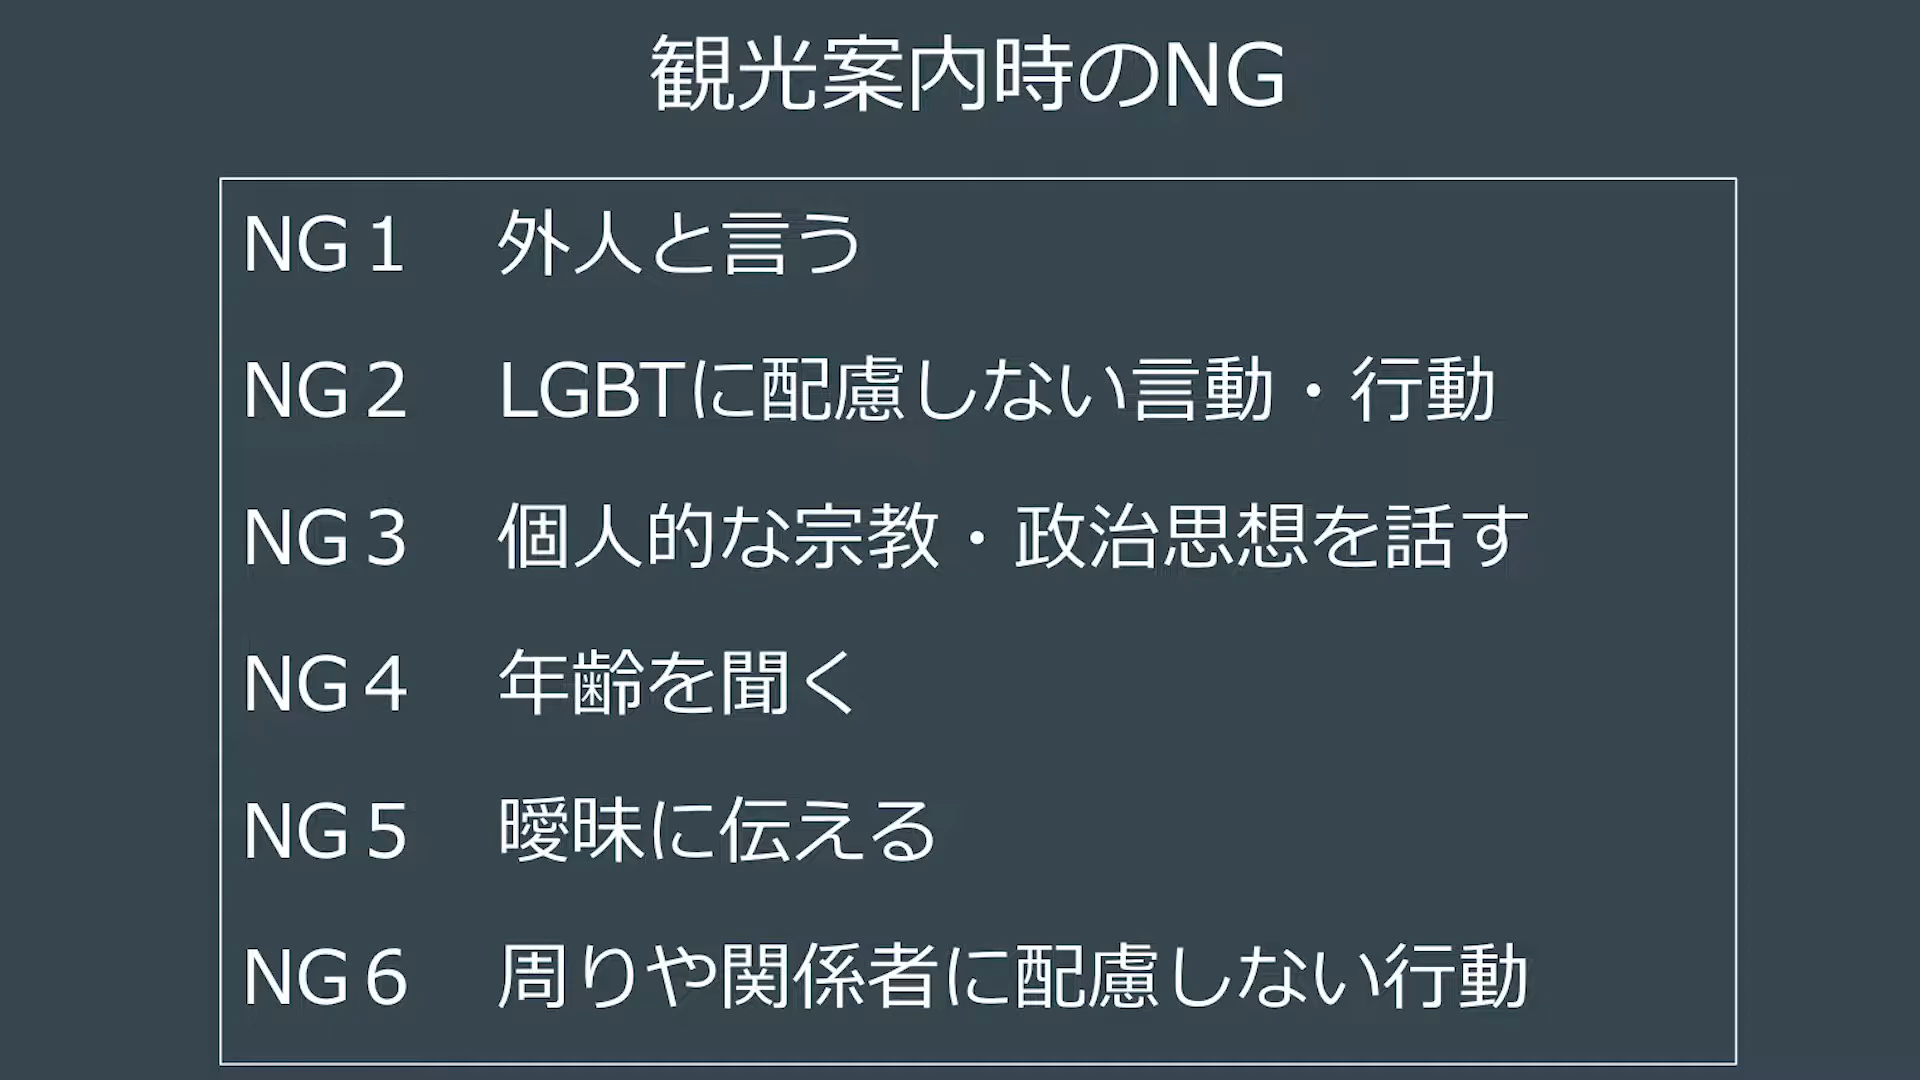 観光案内時のNG
NG１　外人と言う
NG２　LGBTに配慮しない言動・行動
NG３　個人的な宗教・政治思想を話す
NG４　年齢を聞く
NG５　曖昧に伝える
NG６　周りや関係者に配慮しない行動